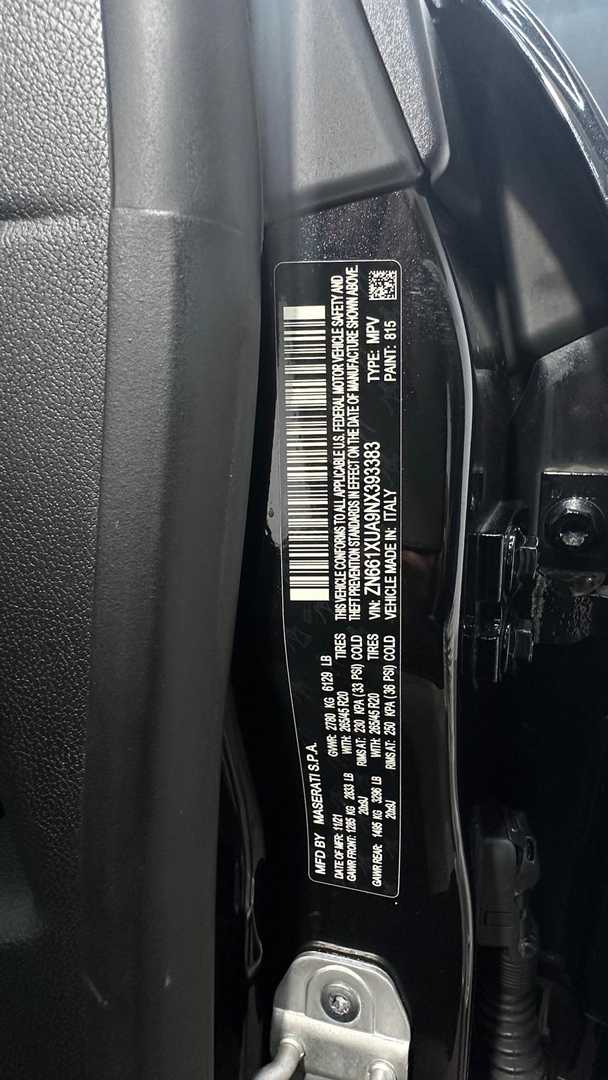 MFD BY MASERATI S.P.A.
DATE OF MFR: 11/21 GVWR: 2780 KG 6129 LB
GAWR FRONT: 1285 KG 2833 LB WITH: 265/45 R20 TIRES
20x9J RIMS AT: 230 KPA (33 PSI) COLD
GAWR REAR: 1495 KG 3296 LB WITH: 265/45 R20 TIRES
20x9J RIMS AT: 250 KPA (36 PSI) COLD
THIS VEHICLE CONFORMS TO ALL APPLICABLE U.S. FEDERAL MOTOR VEHICLE SAFETY AND
THEFT PREVENTION STANDARDS IN EFFECT ON THE DATE OF MANUFACTURE SHOWN ABOVE.
VIN: ZN661XUA9NX393383 TYPE: MPV
VEHICLE MADE IN: ITALY PAINT: 815